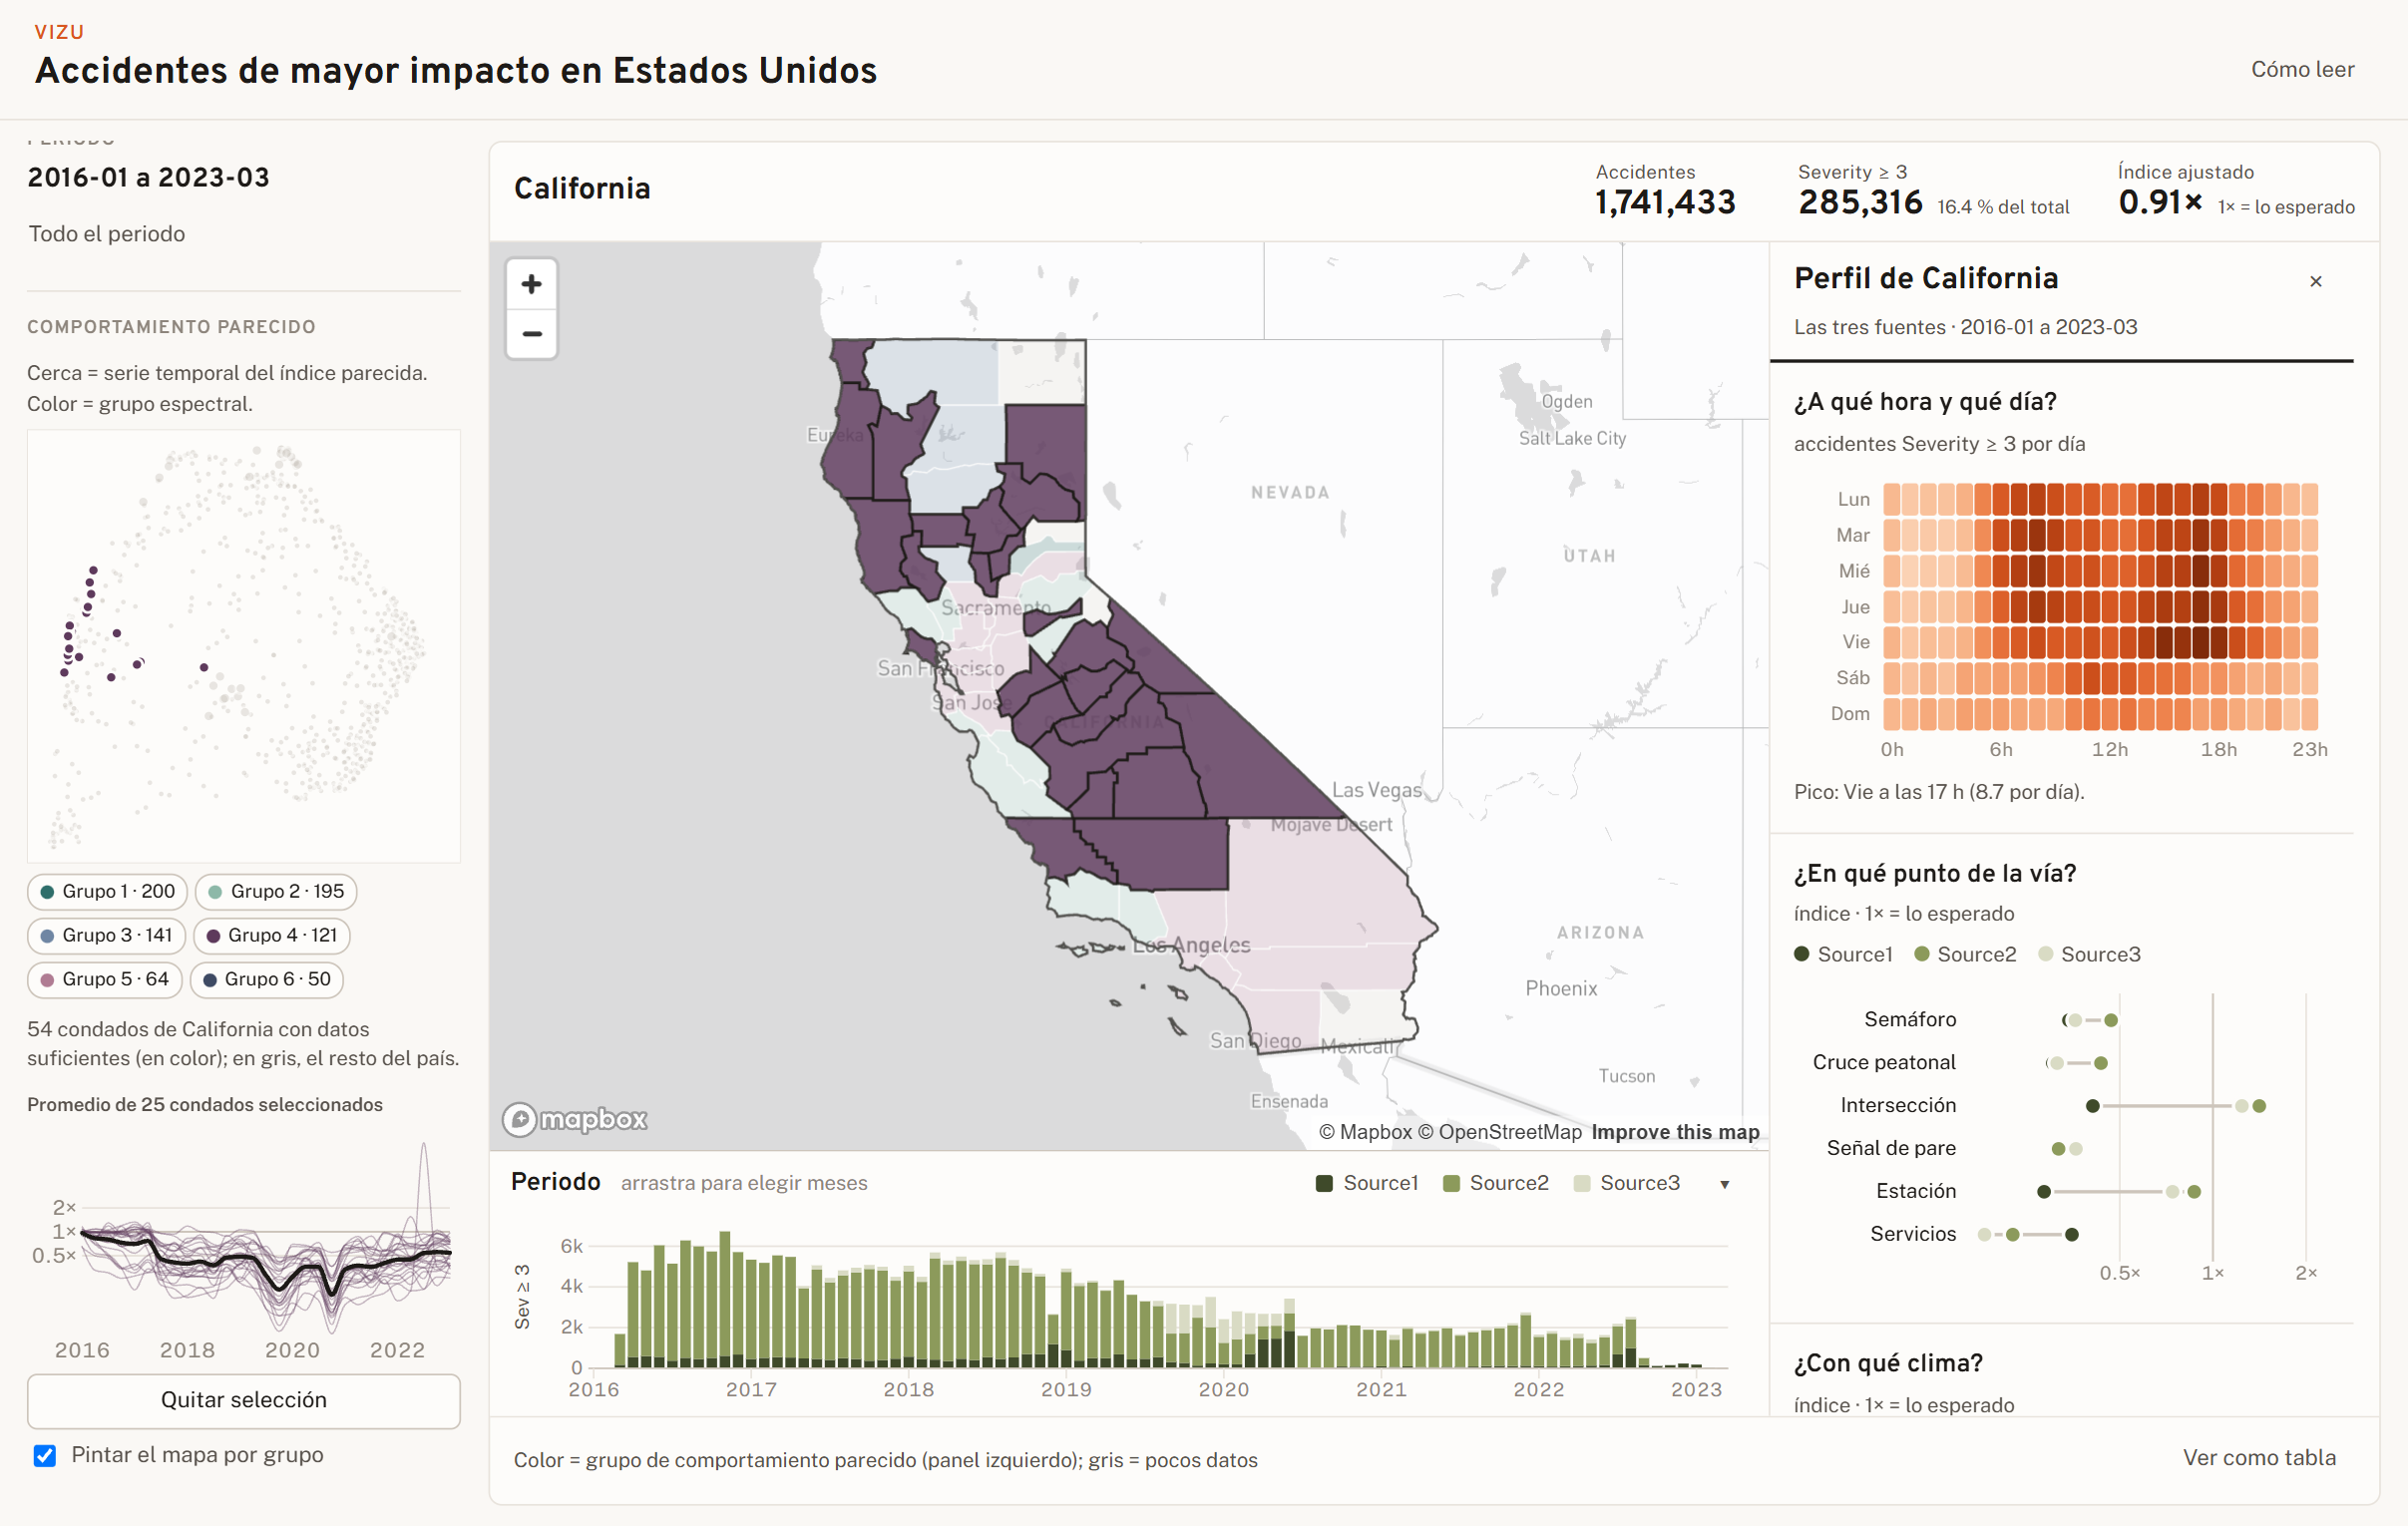 VIZU
Accidentes de mayor impacto en Estados Unidos
Cómo leer
PERIODO
2016-01 a 2023-03
Todo el periodo
COMPORTAMIENTO PARECIDO
Cerca = serie temporal del índice parecida.
Color = grupo espectral.
Grupo 1 · 200
Grupo 2 · 195
Grupo 3 · 141
Grupo 4 · 121
Grupo 5 · 64
Grupo 6 · 50
54 condados de California con datos
suficientes (en color); en gris, el resto del país.
Promedio de 25 condados seleccionados
2×
1×
0.5×
2016 2018 2020 2022
Quitar selección
Pintar el mapa por grupo
California
Accidentes
1,741,433
Severity ≥ 3
285,316 16.4 % del total
Índice ajustado
0.91× 1× = lo esperado
+
−
Eureka
Sacramento
San Francisco
San Jose
CALIFORNIA
NEVADA
Ogden
Salt Lake City
UTAH
Las Vegas
Mojave Desert
Los Angeles
ARIZONA
Phoenix
San Diego
Mexicali
Tucson
Ensenada
mapbox
© Mapbox © OpenStreetMap Improve this map
Periodo arrastra para elegir meses
Source1 Source2 Source3 ▼
Sev ≥ 3
6k
4k
2k
0
2016 2017 2018 2019 2020 2021 2022 2023
Color = grupo de comportamiento parecido (panel izquierdo); gris = pocos datos
Ver como tabla
Perfil de California ×
Las tres fuentes · 2016-01 a 2023-03
¿A qué hora y qué día?
accidentes Severity ≥ 3 por día
Lun
Mar
Mié
Jue
Vie
Sáb
Dom
0h 6h 12h 18h 23h
Pico: Vie a las 17 h (8.7 por día).
¿En qué punto de la vía?
índice · 1× = lo esperado
Source1 Source2 Source3
Semáforo
Cruce peatonal
Intersección
Señal de pare
Estación
Servicios
0.5× 1× 2×
¿Con qué clima?
índice · 1× = lo esperado